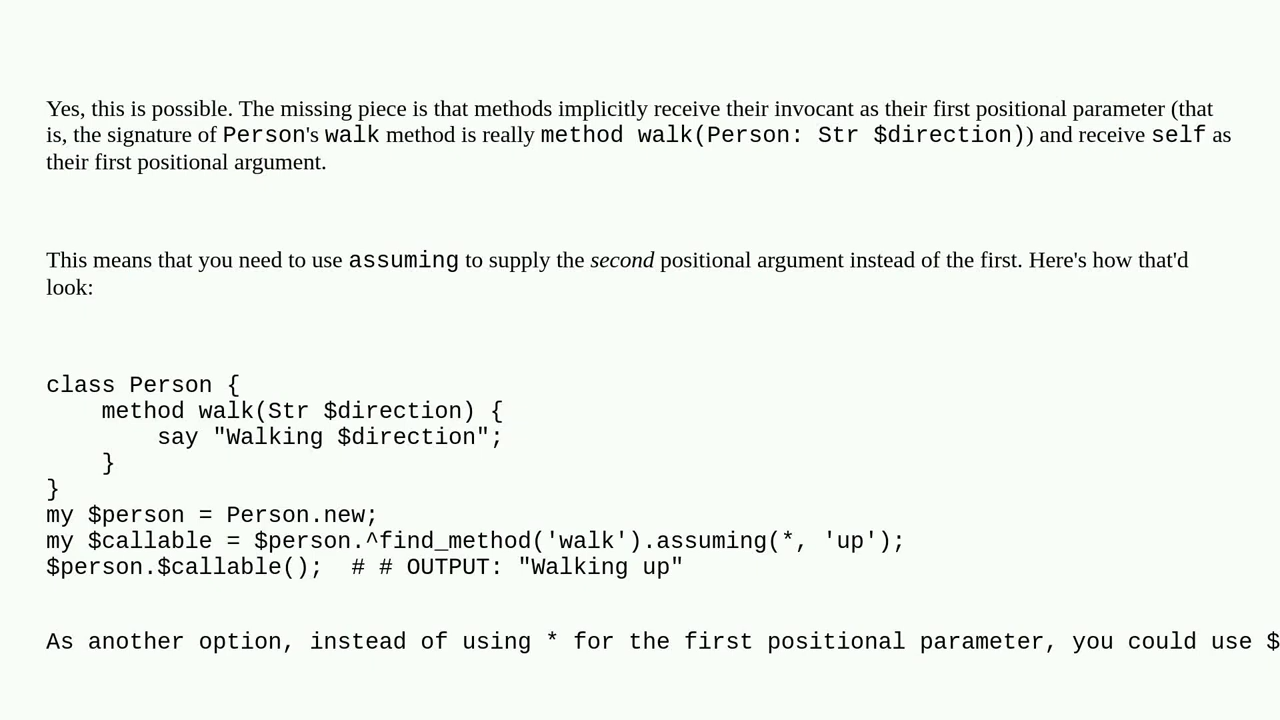 Yes, this is possible. The missing piece is that methods implicitly receive their invocant as their first positional parameter (that
is, the signature of Person's walk method is really method walk(Person: Str $direction)) and receive self as
their first positional argument.
This means that you need to use assuming to supply the second positional argument instead of the first. Here's how that'd
look:
class Person {
    method walk(Str $direction) {
        say "Walking $direction";
    }
}
my $person = Person.new;
my $callable = $person.^find_method('walk').assuming(*, 'up');
$person.$callable();  # # OUTPUT: "Walking up"
As another option, instead of using * for the first positional parameter, you could use $